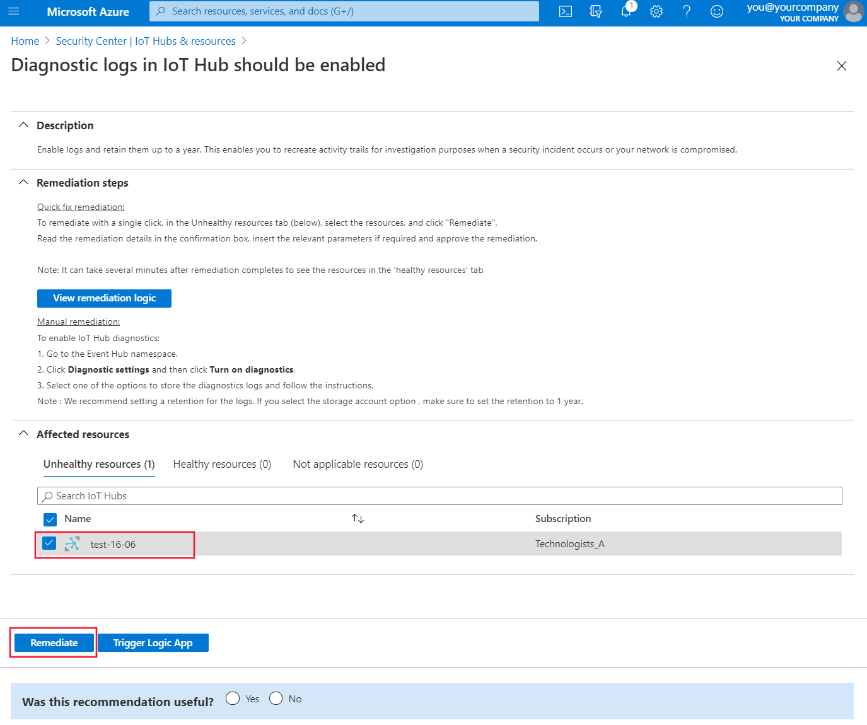 Microsoft Azure
Search resources, services, and docs (G+/)
1
you@yourcompany
YOUR COMPANY
Home > Security Center | IoT Hubs & resources >
Diagnostic logs in IoT Hub should be enabled
Description
Enable logs and retain them up to a year. This enables you to recreate activity trails for investigation purposes when a security incident occurs or your network is compromised.
Remediation steps
Quick fix remediation:
To remediate with a single click, in the Unhealthy resources tab (below), select the resources, and click "Remediate".
Read the remediation details in the confirmation box, insert the relevant parameters if required and approve the remediation.
Note: It can take several minutes after remediation completes to see the resources in the 'healthy resources' tab
View remediation logic
Manual remediation:
To enable IoT Hub diagnostics:
1. Go to the Event Hub namespace.
2. Click Diagnostic settings and then click Turn on diagnostics.
3. Select one of the options to store the diagnostics logs and follow the instructions.
Note : We recommend setting a retention for the logs. If you select the storage account option , make sure to set the retention to 1 year.
Affected resources
Unhealthy resources (1) Healthy resources (0) Not applicable resources (0)
Search IoT Hubs
Name Subscription
test-16-06 Technologists_A
Remediate Trigger Logic App
Was this recommendation useful? Yes No